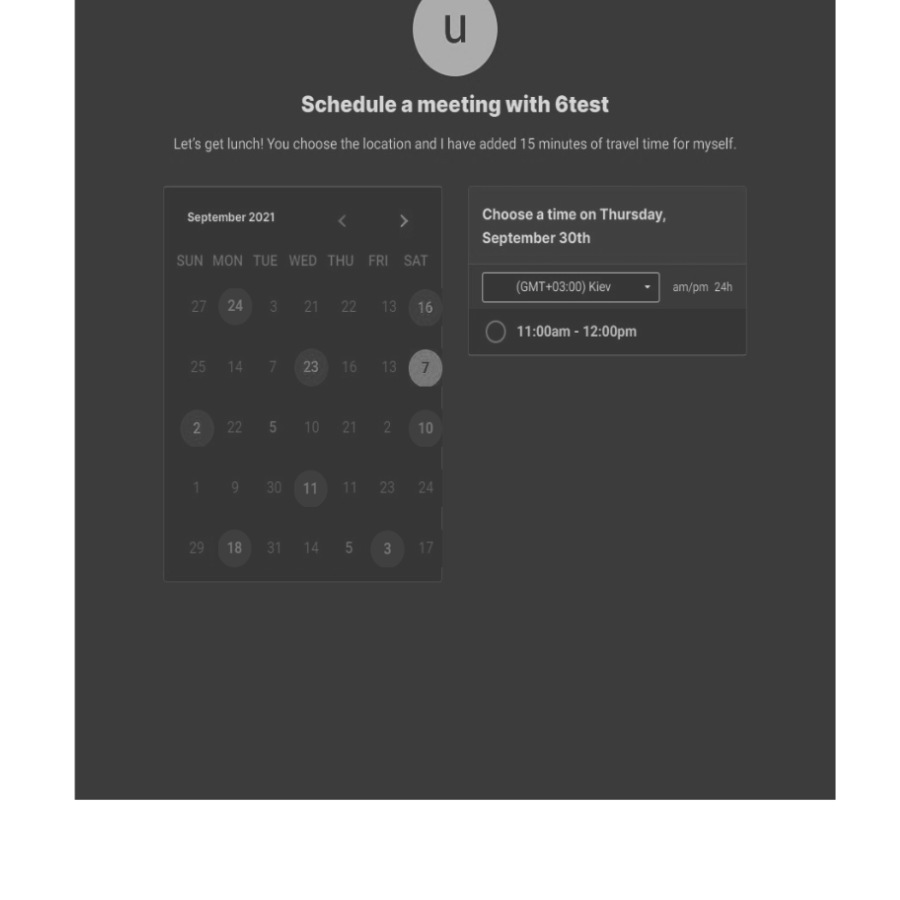 u
Schedule a meeting with 6test
Let's get lunch! You choose the location and I have added 15 minutes of travel time for myself.
September 2021
SUN MON TUE WED THU FRI SAT
27 24 3 21 22 13 16
25 14 7 23 16 13 7
2 22 5 10 21 2 10
1 9 30 11 11 23 24
29 18 31 14 5 3 17
Choose a time on Thursday,
September 30th
(GMT+03:00) Kiev am/pm 24h
11:00am - 12:00pm